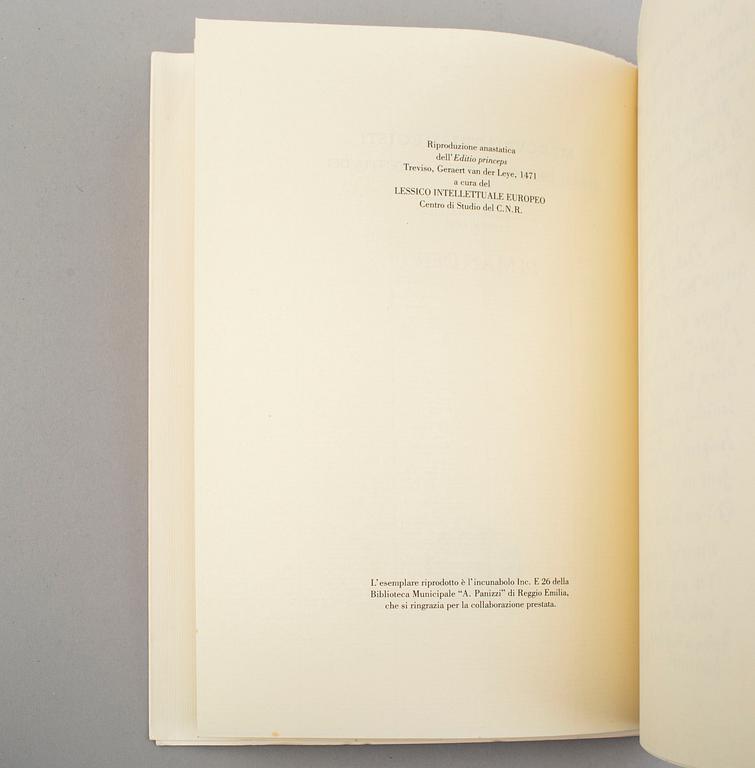 Riproduzione anastatica
dell'Editio princeps
Treviso, Geraert van der Leye, 1471
a cura del
LESSICO INTELLETTUALE EUROPEO
Centro di Studio del C.N.R.
L'esemplare riprodotto è l'incunabolo Inc. E 26 della
Biblioteca Municipale “A. Panizzi” di Reggio Emilia,
che si ringrazia per la collaborazione prestata.